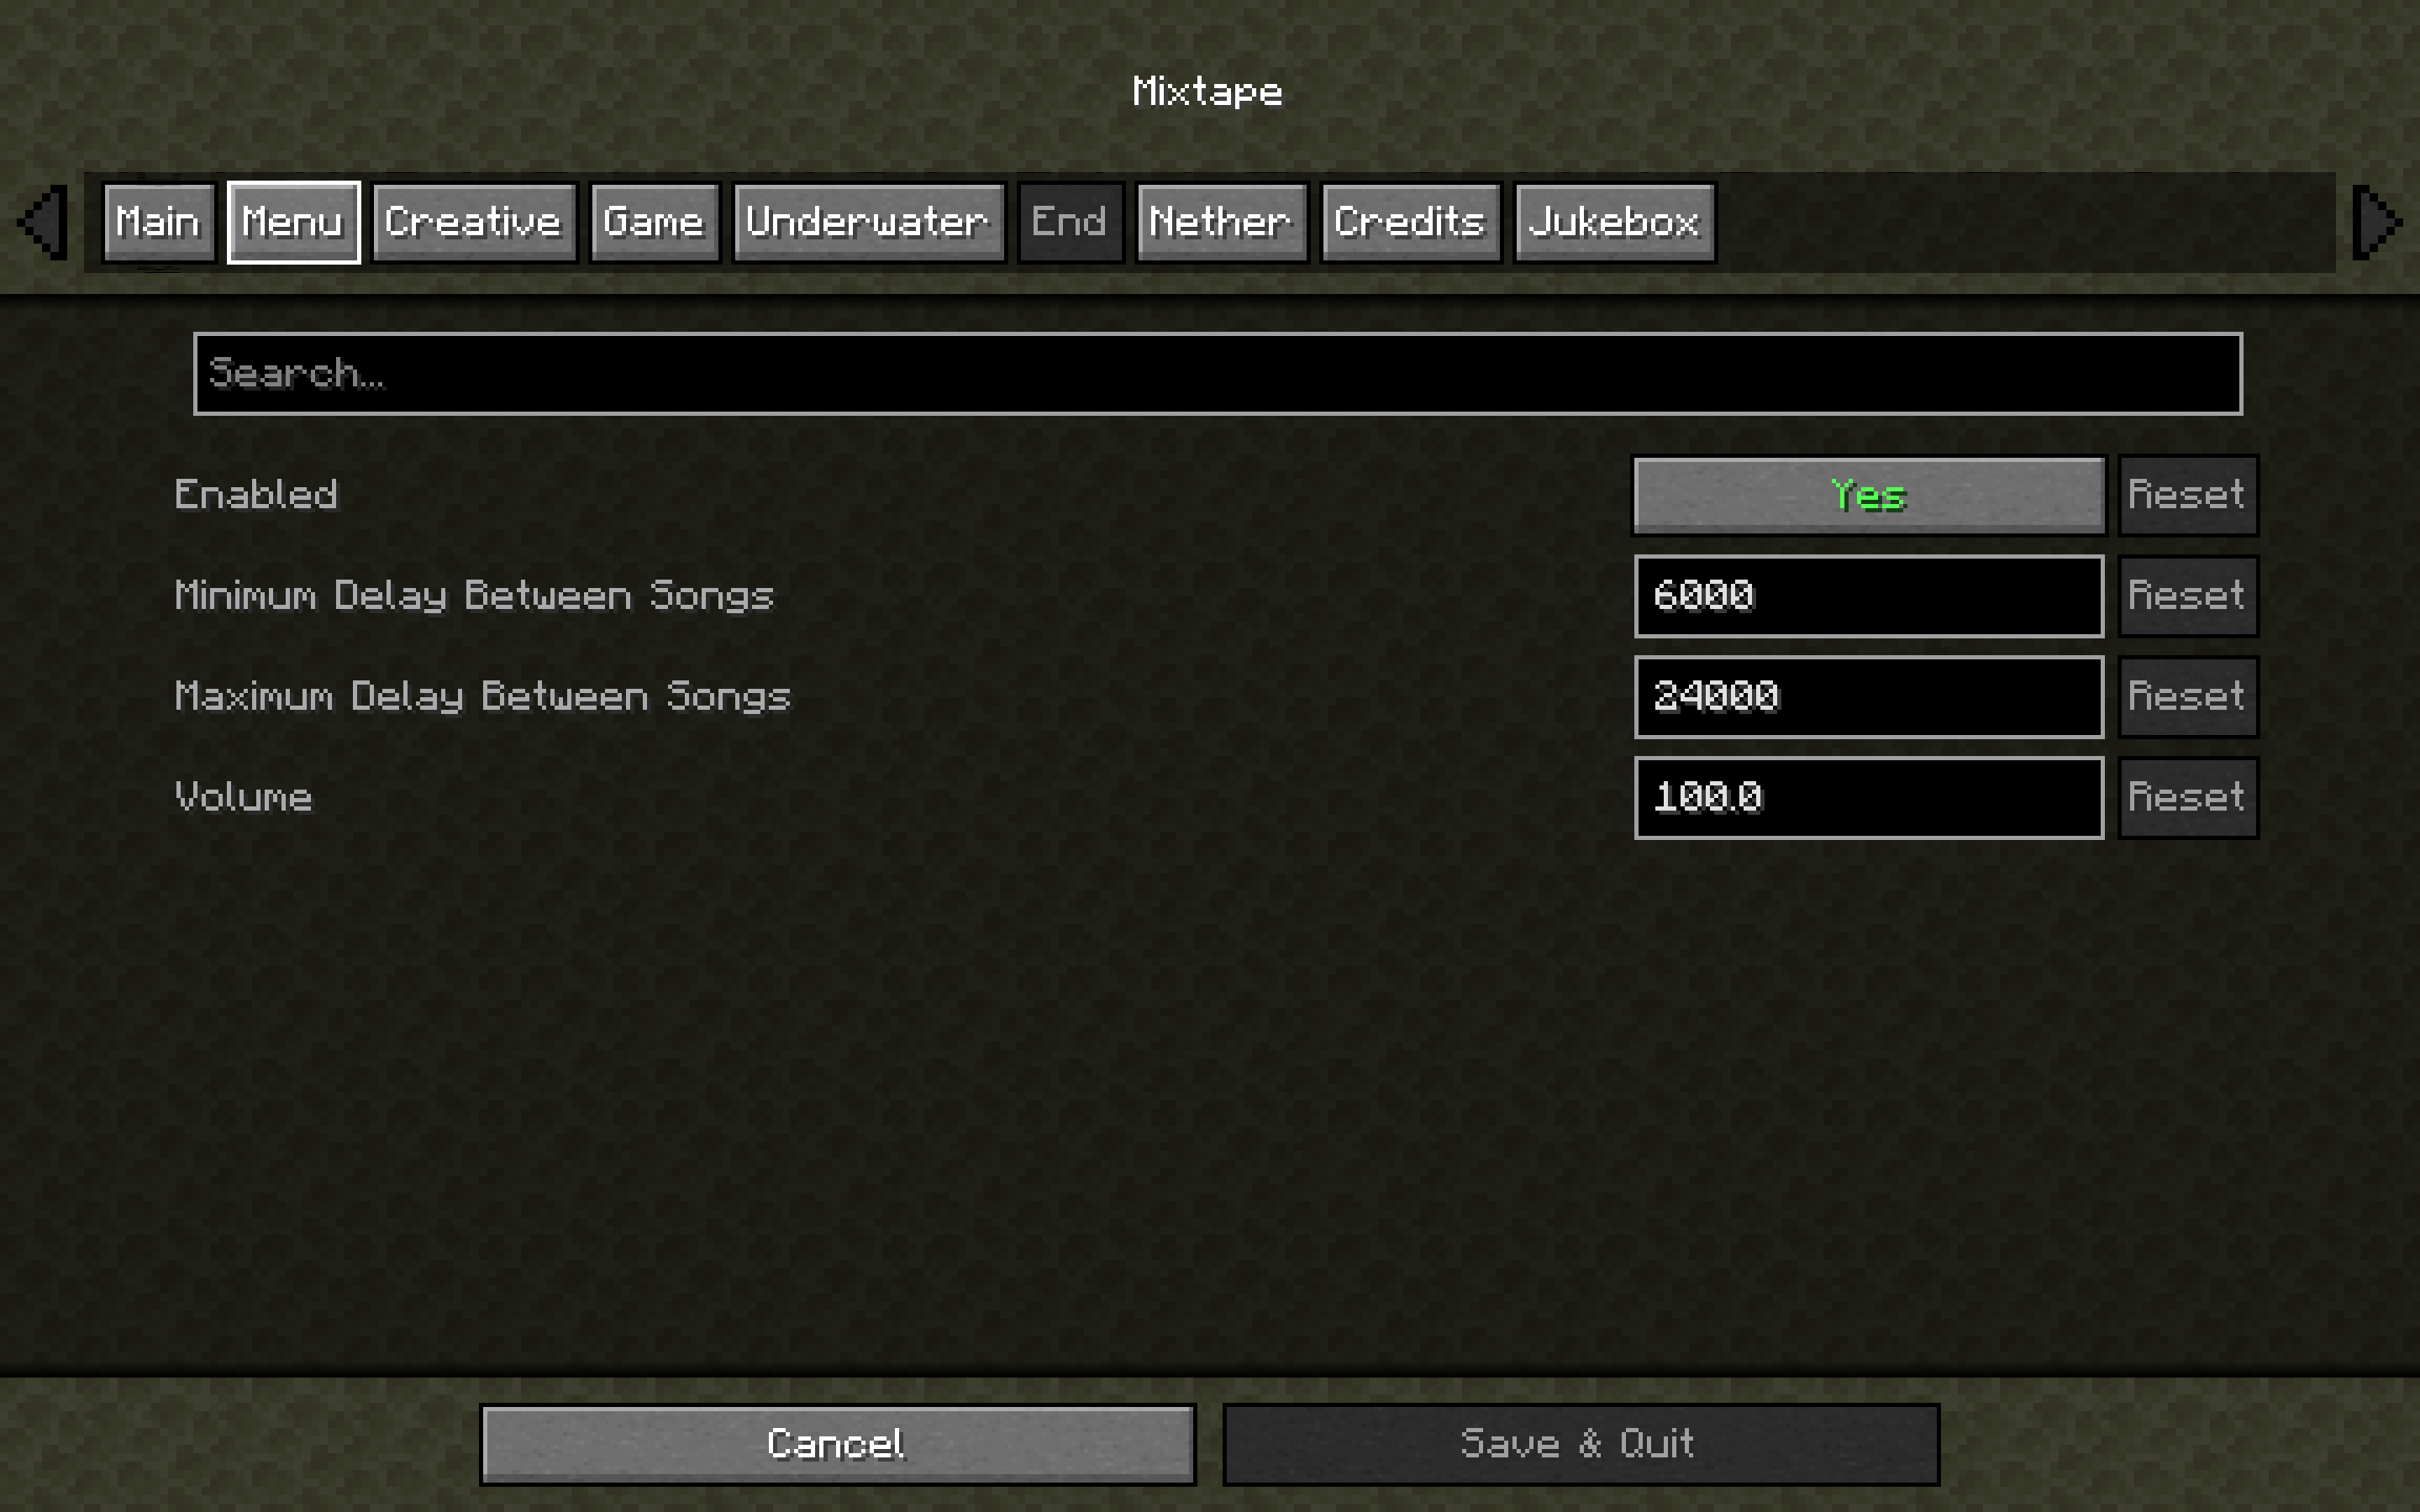 Mixtape
Main Menu Creative Game Underwater End Nether Credits Jukebox
Search...
Enabled Yes Reset
Minimum Delay Between Songs 6000 Reset
Maximum Delay Between Songs 24000 Reset
Volume 100.0 Reset
Cancel Save & Quit